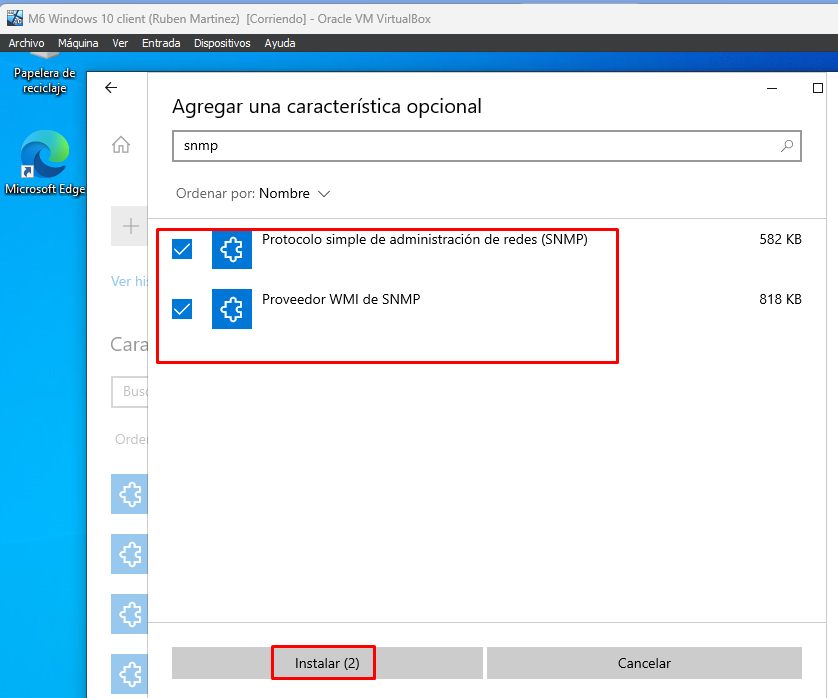 M6 Windows 10 client (Ruben Martinez) [Corriendo] - Oracle VM VirtualBox
Archivo Máquina Ver Entrada Dispositivos Ayuda
Papelera de
reciclaje
Microsoft Edge
Agregar una característica opcional
snmp
Ordenar por: Nombre
Protocolo simple de administración de redes (SNMP) 582 KB
Ver his
Proveedor WMI de SNMP 818 KB
Cara
Busc
Orden
Instalar (2) Cancelar